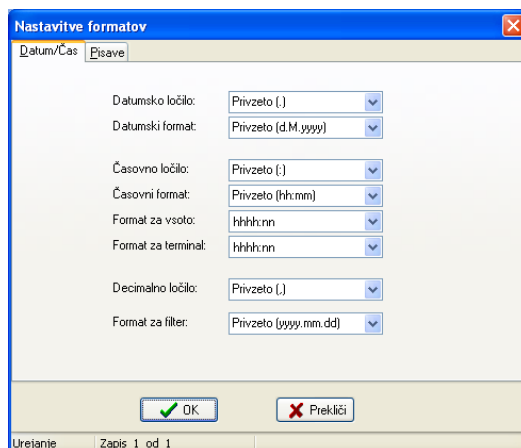 Nastavitve formatov
Datum/Čas Pisave
Datumsko ločilo: Privzeto (.)
Datumski format: Privzeto (d.M.yyyy)
Časovno ločilo: Privzeto (:)
Časovni format: Privzeto (hh:mm)
Format za vsoto: hhhh:nn
Format za terminal: hhhh:nn
Decimalno ločilo: Privzeto (,)
Format za filter: Privzeto (yyyy.mm.dd)
OK Prekliči
Urejanje Zapis 1 od 1